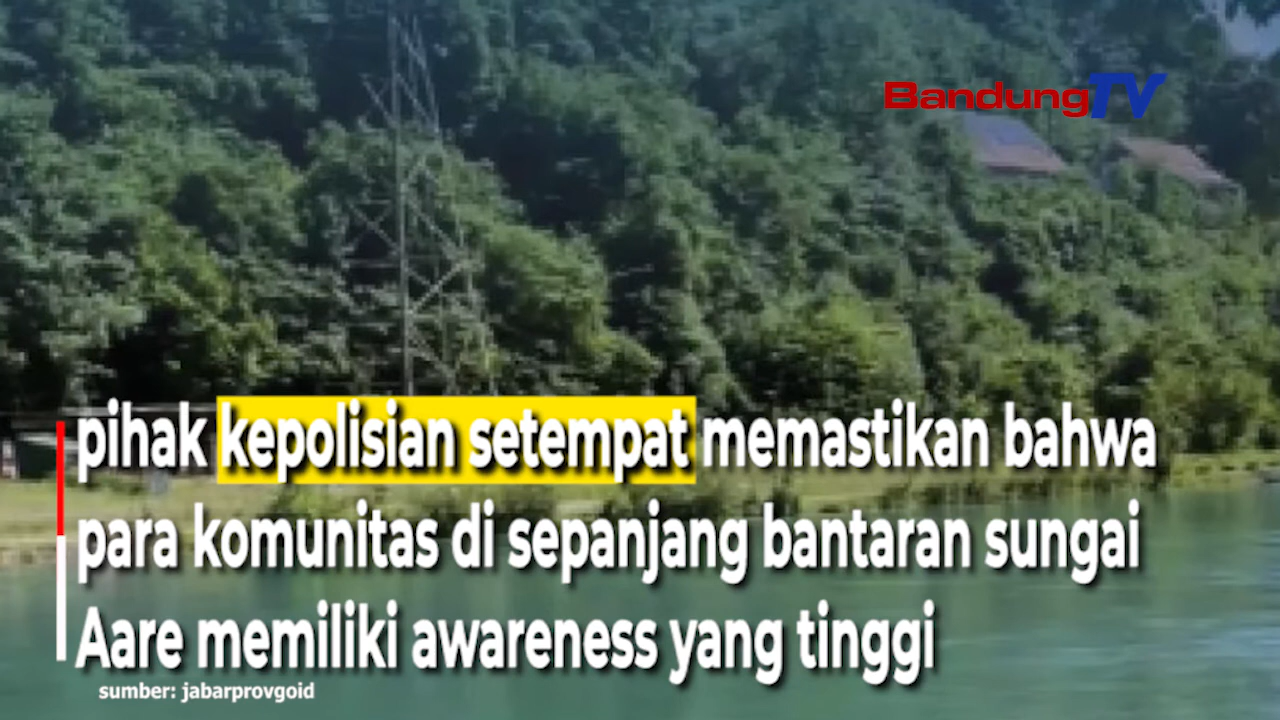 BandungTV
pihak kepolisian setempat memastikan bahwa
para komunitas di sepanjang bantaran sungai
Aare memiliki awareness yang tinggi
sumber: jabarprovgoid